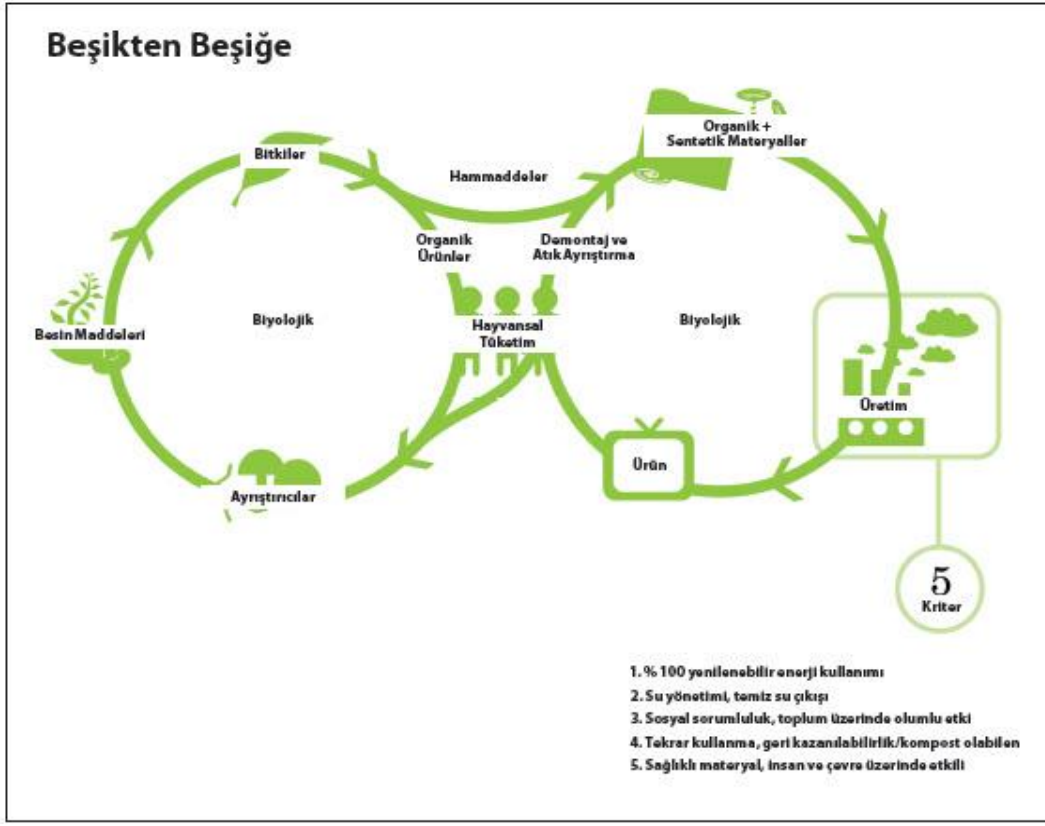 Beşikten Beşiğe
Organik +
Sentetik Materyaller
Bitkiler
Hammaddeler
Organik
Ürünler
Demontaj ve
Atık Ayrıştırma
Besin Maddeleri
Biyolojik
Hayvansal
Tüketim
Biyolojik
Üretim
Ürün
Ayrıştırıcılar
5
Kriter
1. % 100 yenilenebilir enerji kullanımı
2. Su yönetimi, temiz su çıkışı
3. Sosyal sorumluluk, toplum üzerinde olumlu etki
4. Tekrar kullanma, geri kazanılabilirlik/kompost olabilen
5. Sağlıklı materyal, insan ve çevre üzerinde etkili